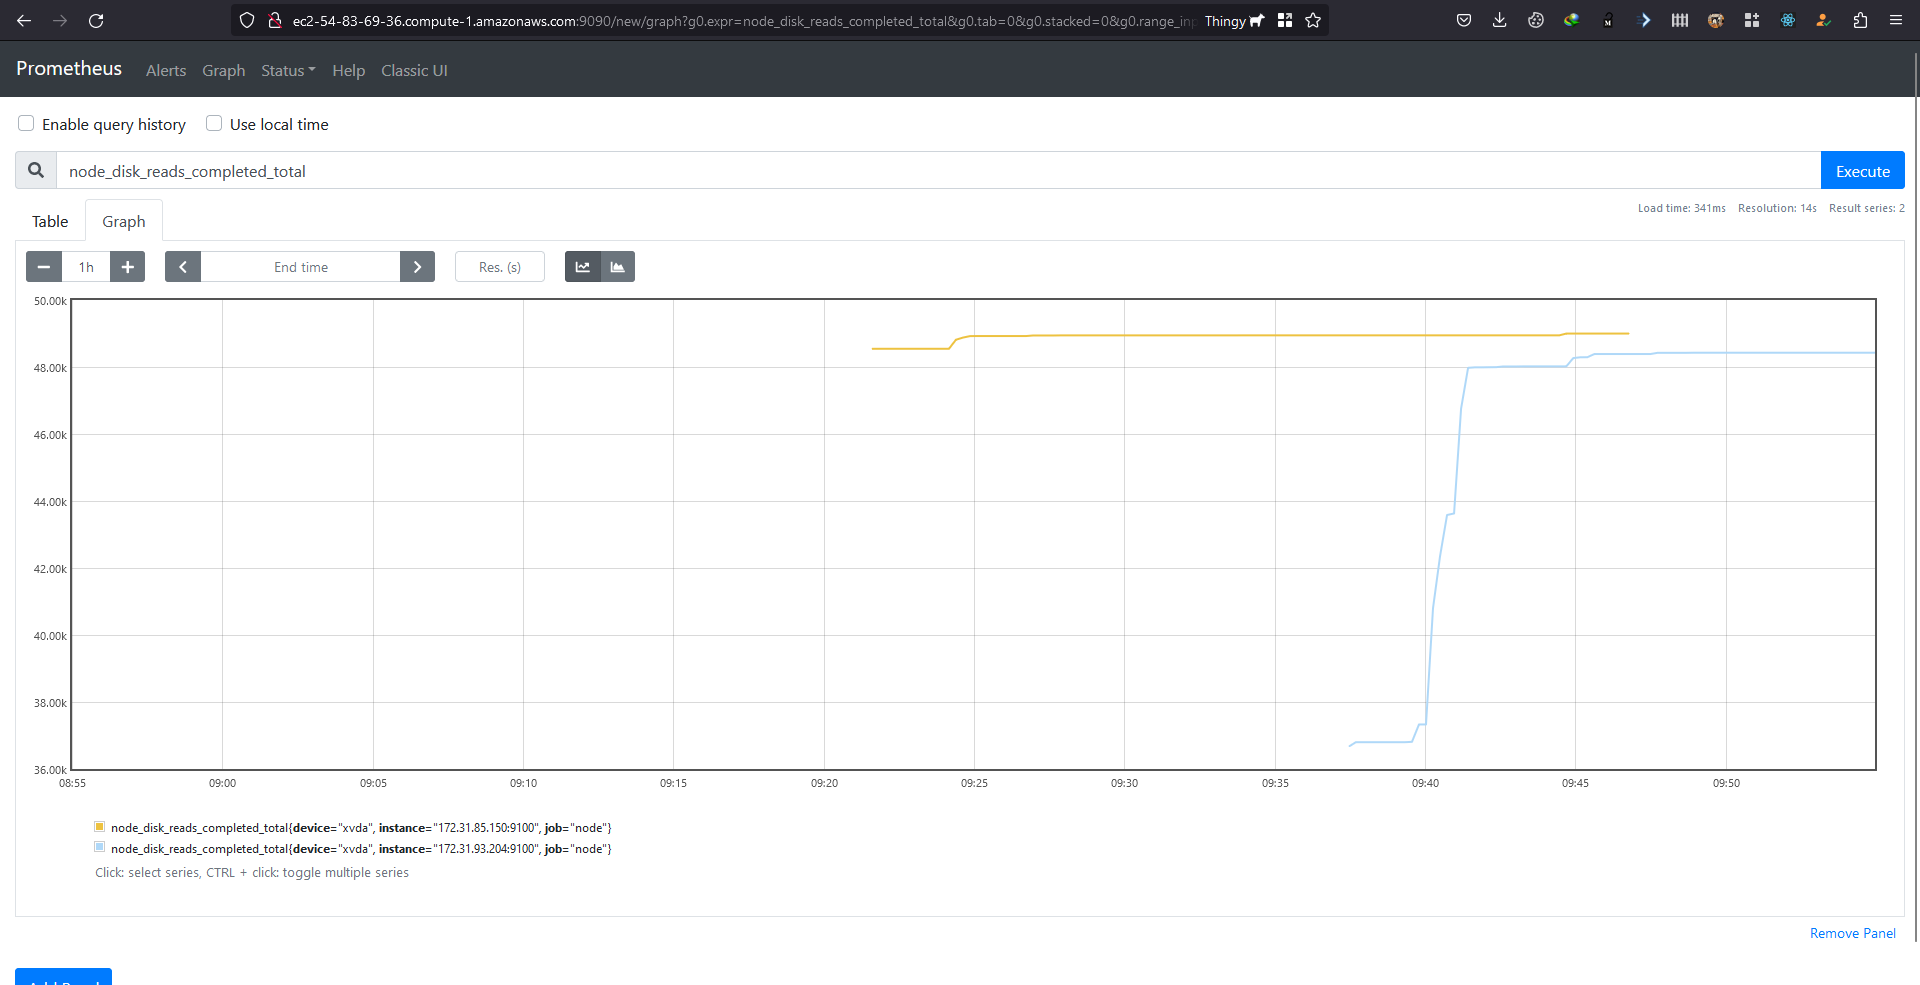 ec2-54-83-69-36.compute-1.amazonaws.com:9090/new/graph?g0.expr=node_disk_reads_completed_total&g0.tab=0&g0.stacked=0&g0.range_inp Thingy
Prometheus Alerts Graph Status Help Classic UI
Enable query history Use local time
node_disk_reads_completed_total Execute
Table Graph Load time: 341ms Resolution: 14s Result series: 2
1h End time Res. (s)
50.00k
48.00k
46.00k
44.00k
42.00k
40.00k
38.00k
36.00k
08:55 09:00 09:05 09:10 09:15 09:20 09:25 09:30 09:35 09:40 09:45 09:50
node_disk_reads_completed_total{device="xvda", instance="172.31.85.150:9100", job="node"}
node_disk_reads_completed_total{device="xvda", instance="172.31.93.204:9100", job="node"}
Click: select series, CTRL + click: toggle multiple series
Remove Panel